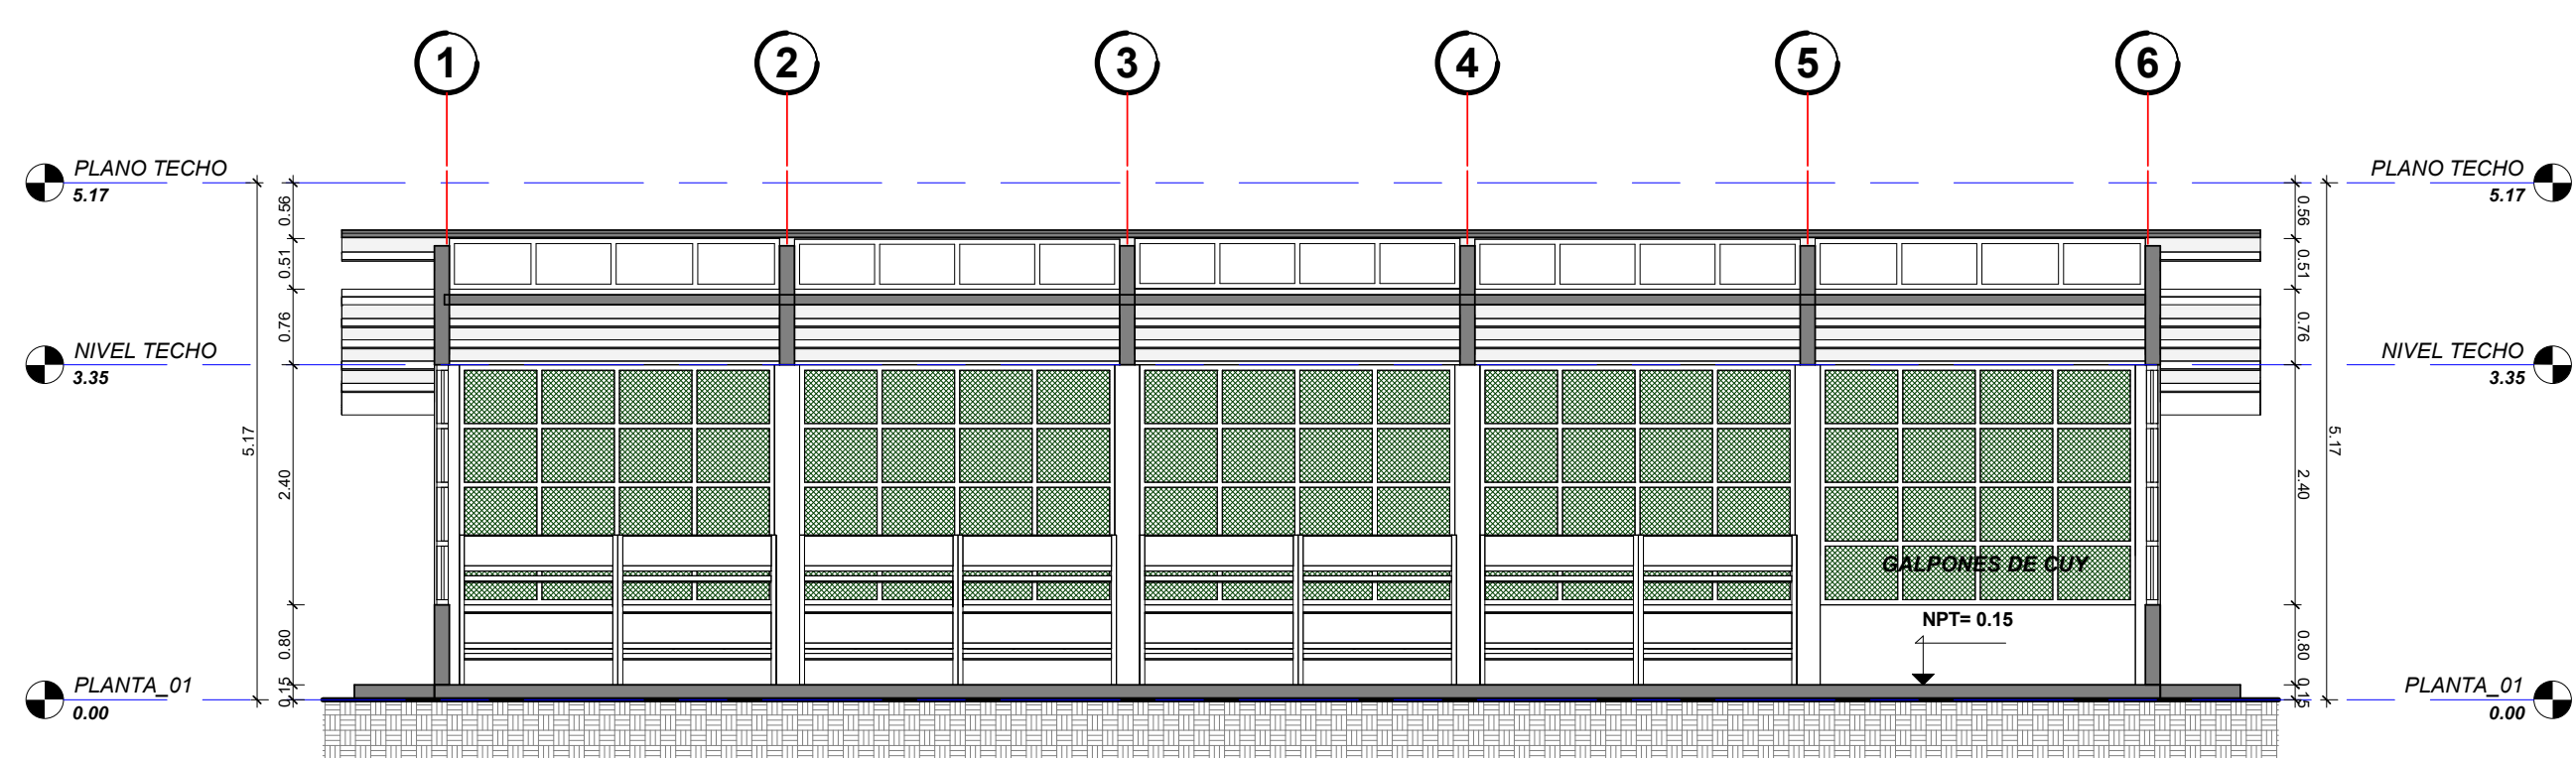 1 2 3 4 5 6
PLANO TECHO PLANO TECHO
5.17 5.17
0.56 0.56
0.51 0.51
0.76 0.76
NIVEL TECHO NIVEL TECHO
3.35 3.35
5.17 5.17
2.40 2.40
GALPONES DE CUY
NPT= 0.15
0.80 0.80
0.15 0.15
PLANTA_01 PLANTA_01
0.00 0.00